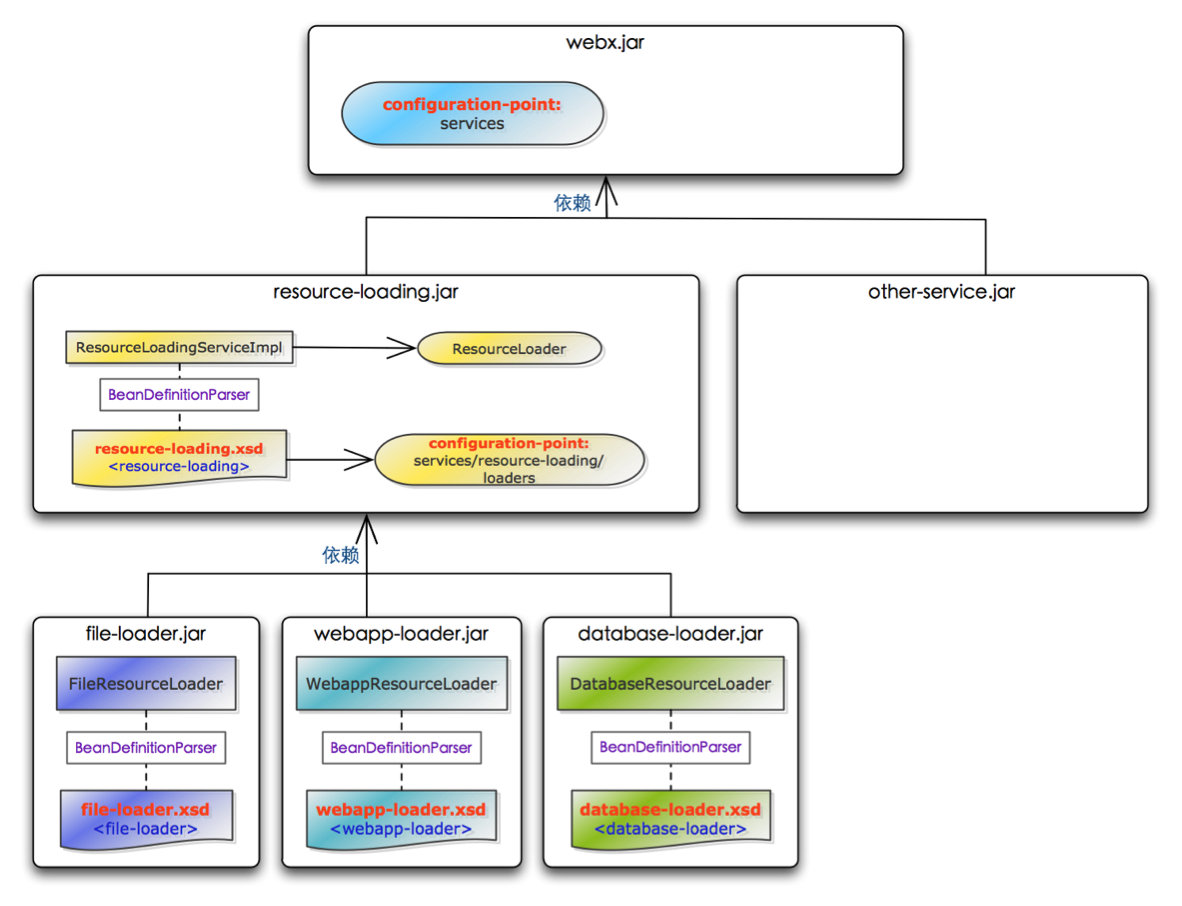 webx.jar
configuration-point:
services
依赖
resource-loading.jar
other-service.jar
ResourceLoadingServiceImpl
ResourceLoader
BeanDefinitionParser
resource-loading.xsd
<resource-loading>
configuration-point:
services/resource-loading/
loaders
依赖
file-loader.jar
webapp-loader.jar
database-loader.jar
FileResourceLoader
WebappResourceLoader
DatabaseResourceLoader
BeanDefinitionParser
BeanDefinitionParser
BeanDefinitionParser
file-loader.xsd
<file-loader>
webapp-loader.xsd
<webapp-loader>
database-loader.xsd
<database-loader>